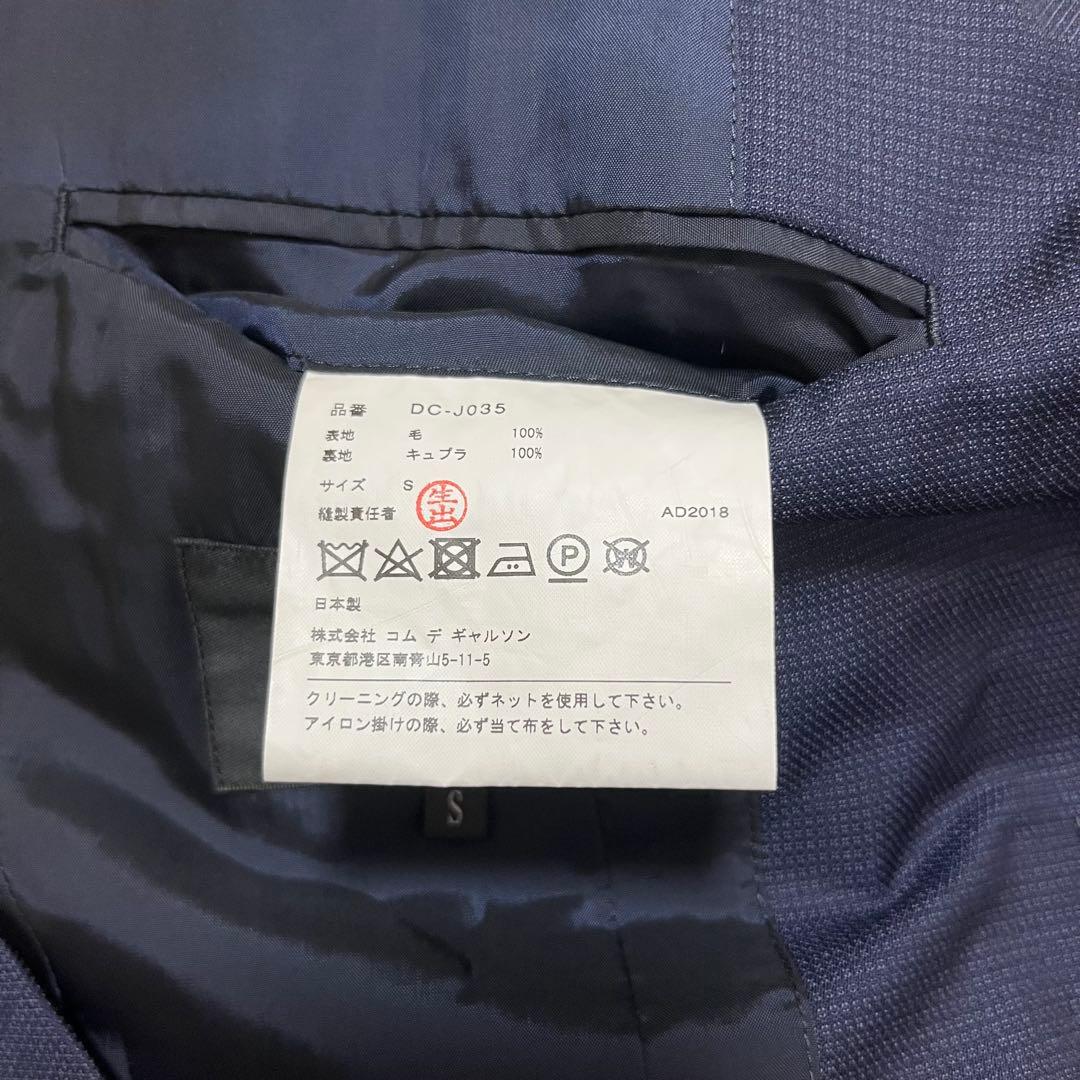 品番 DC-J035
表地 毛 100%
裏地 キュプラ 100%
サイズ S
縫製責任者 生出 AD2018
P W
日本製
株式会社 コム デ ギャルソン
東京都港区南青山5-11-5
クリーニングの際、必ずネットを使用して下さい。
アイロン掛けの際、必ず当て布をして下さい。
S